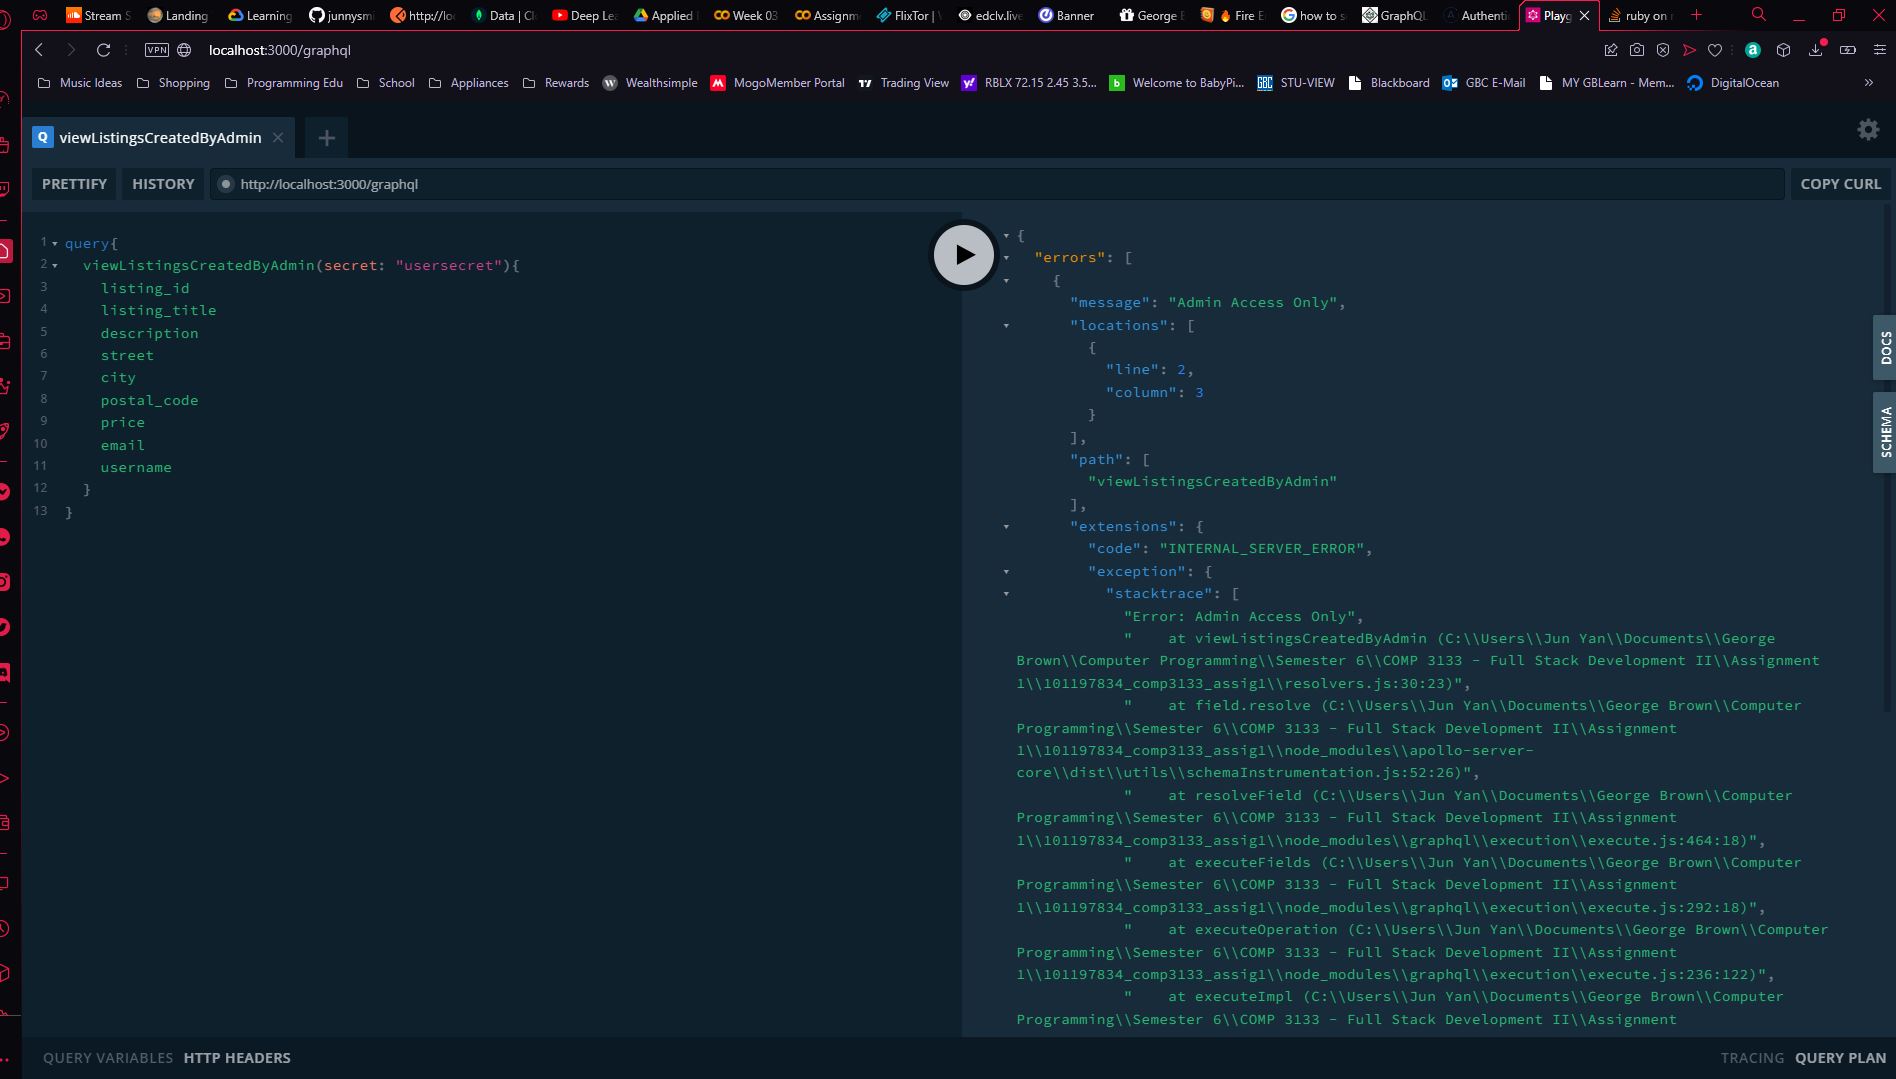 Stream S
Landing
Learning
junnysmi
http://loc
Data | Cl
Deep Lea
Applied
Week 03
Assignm
FlixTor | W
edclv.live
Banner
George B
Fire E
how to s
GraphQL
Authenti
Playg
ruby on r
VPN
localhost:3000/graphql
Music Ideas
Shopping
Programming Edu
School
Appliances
Rewards
Wealthsimple
MogoMember Portal
Trading View
RBLX 72.15 2.45 3.5...
Welcome to BabyPi...
STU-VIEW
Blackboard
GBC E-Mail
MY GBLearn - Mem...
DigitalOcean
Q viewListingsCreatedByAdmin
PRETTIFY
HISTORY
http://localhost:3000/graphql
COPY CURL
1 query{
2 viewListingsCreatedByAdmin(secret: "usersecret"){
3 listing_id
4 listing_title
5 description
6 street
7 city
8 postal_code
9 price
10 email
11 username
12 }
13 }
{
"errors": [
{
"message": "Admin Access Only",
"locations": [
{
"line": 2,
"column": 3
}
],
"path": [
"viewListingsCreatedByAdmin"
],
"extensions": {
"code": "INTERNAL_SERVER_ERROR",
"exception": {
"stacktrace": [
"Error: Admin Access Only",
"    at viewListingsCreatedByAdmin (C:\\Users\\Jun Yan\\Documents\\George
Brown\\Computer Programming\\Semester 6\\COMP 3133 - Full Stack Development II\\Assignment
1\\101197834_comp3133_assig1\\resolvers.js:30:23)",
"    at field.resolve (C:\\Users\\Jun Yan\\Documents\\George Brown\\Computer
Programming\\Semester 6\\COMP 3133 - Full Stack Development II\\Assignment
1\\101197834_comp3133_assig1\\node_modules\\apollo-server-
core\\dist\\utils\\schemaInstrumentation.js:52:26)",
"    at resolveField (C:\\Users\\Jun Yan\\Documents\\George Brown\\Computer
Programming\\Semester 6\\COMP 3133 - Full Stack Development II\\Assignment
1\\101197834_comp3133_assig1\\node_modules\\graphql\\execution\\execute.js:464:18)",
"    at executeFields (C:\\Users\\Jun Yan\\Documents\\George Brown\\Computer
Programming\\Semester 6\\COMP 3133 - Full Stack Development II\\Assignment
1\\101197834_comp3133_assig1\\node_modules\\graphql\\execution\\execute.js:292:18)",
"    at executeOperation (C:\\Users\\Jun Yan\\Documents\\George Brown\\Computer
Programming\\Semester 6\\COMP 3133 - Full Stack Development II\\Assignment
1\\101197834_comp3133_assig1\\node_modules\\graphql\\execution\\execute.js:236:122)",
"    at executeImpl (C:\\Users\\Jun Yan\\Documents\\George Brown\\Computer
Programming\\Semester 6\\COMP 3133 - Full Stack Development II\\Assignment
DOCS
SCHEMA
QUERY VARIABLES
HTTP HEADERS
TRACING
QUERY PLAN